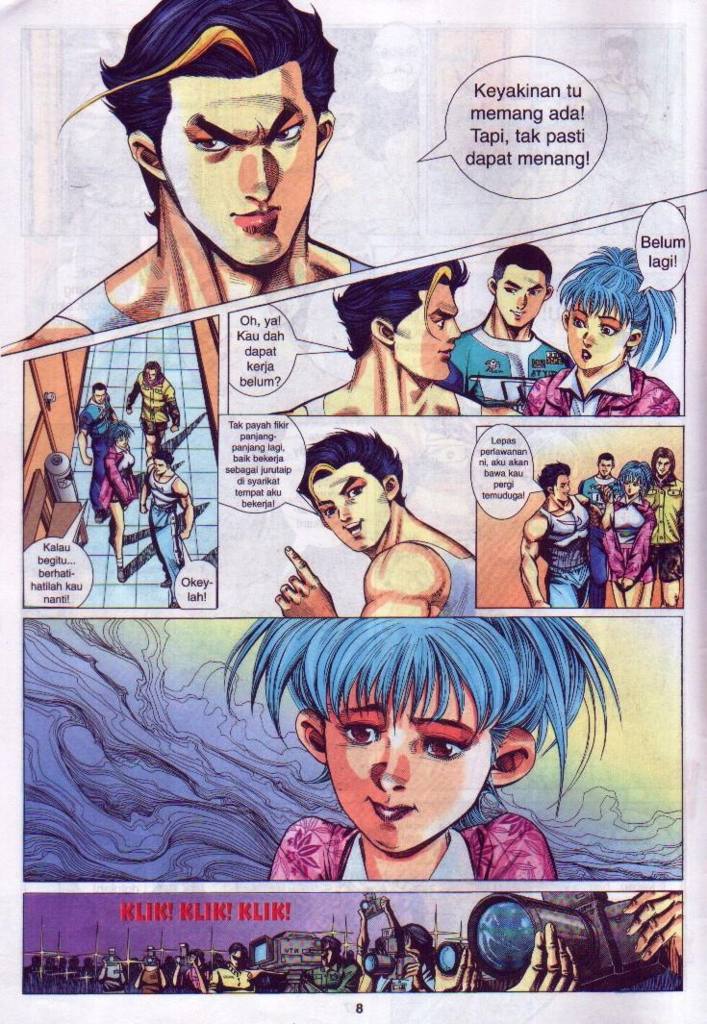 Keyakinan tu
memang ada!
Tapi, tak pasti
dapat menang!
Belum
lagi!
Oh, ya!
Kau dah
dapat
kerja
belum?
Kalau
begitu...
berhati-
hatilah kau
nanti!
Okey-
lah!
Tak payah fikir
panjang-
panjang lagi,
baik bekerja
sebagai jurutaip
di syarikat
tempat aku
bekerja!
Lepas
perlawanan
ni, aku akan
bawa kau
pergi
temuduga!
KLIK! KLIK! KLIK!
8